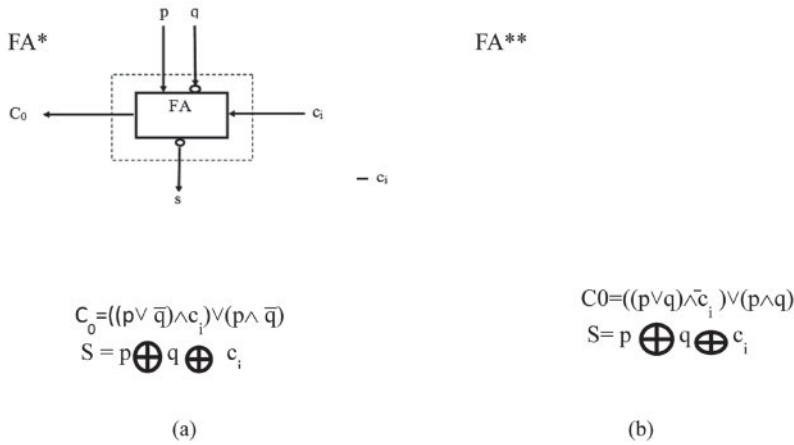 p q
FA*
FA**
FA
C₀
cᵢ
– cᵢ
s
C₀=((p∨ q̅)∧cᵢ)∨(p∧ q̅)
S = p⊕q⊕ cᵢ
C0=((p∨q)∧c̅ᵢ )∨(p∧q)
S= p⊕q⊕cᵢ
(a)
(b)